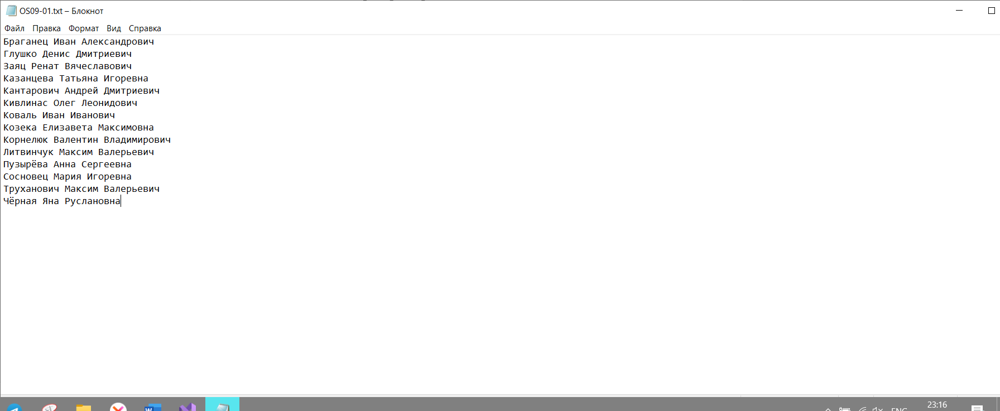 OS09-01.txt – Блокнот
Файл Правка Формат Вид Справка
Браганец Иван Александрович
Глушко Денис Дмитриевич
Заяц Ренат Вячеславович
Казанцева Татьяна Игоревна
Кантарович Андрей Дмитриевич
Кивлинас Олег Леонидович
Коваль Иван Иванович
Козека Елизавета Максимовна
Корнелюк Валентин Владимирович
Литвинчук Максим Валерьевич
Пузырёва Анна Сергеевна
Сосновец Мария Игоревна
Труханович Максим Валерьевич
Чёрная Яна Руслановна
23:16
W ENG